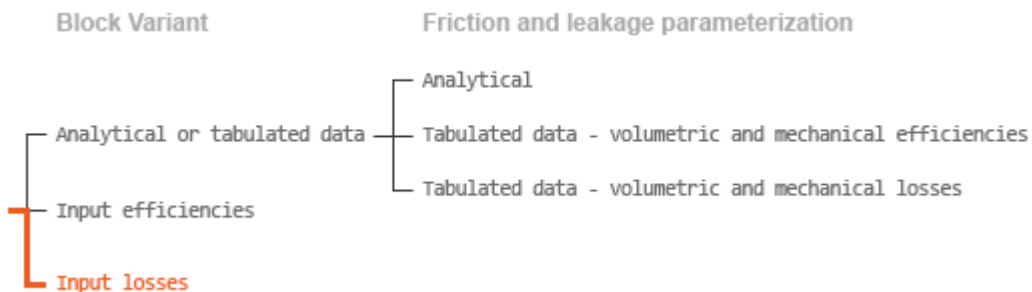 Block Variant Friction and leakage parameterization
Analytical
Analytical or tabulated data Tabulated data - volumetric and mechanical efficiencies
Tabulated data - volumetric and mechanical losses
Input efficiencies
Input losses